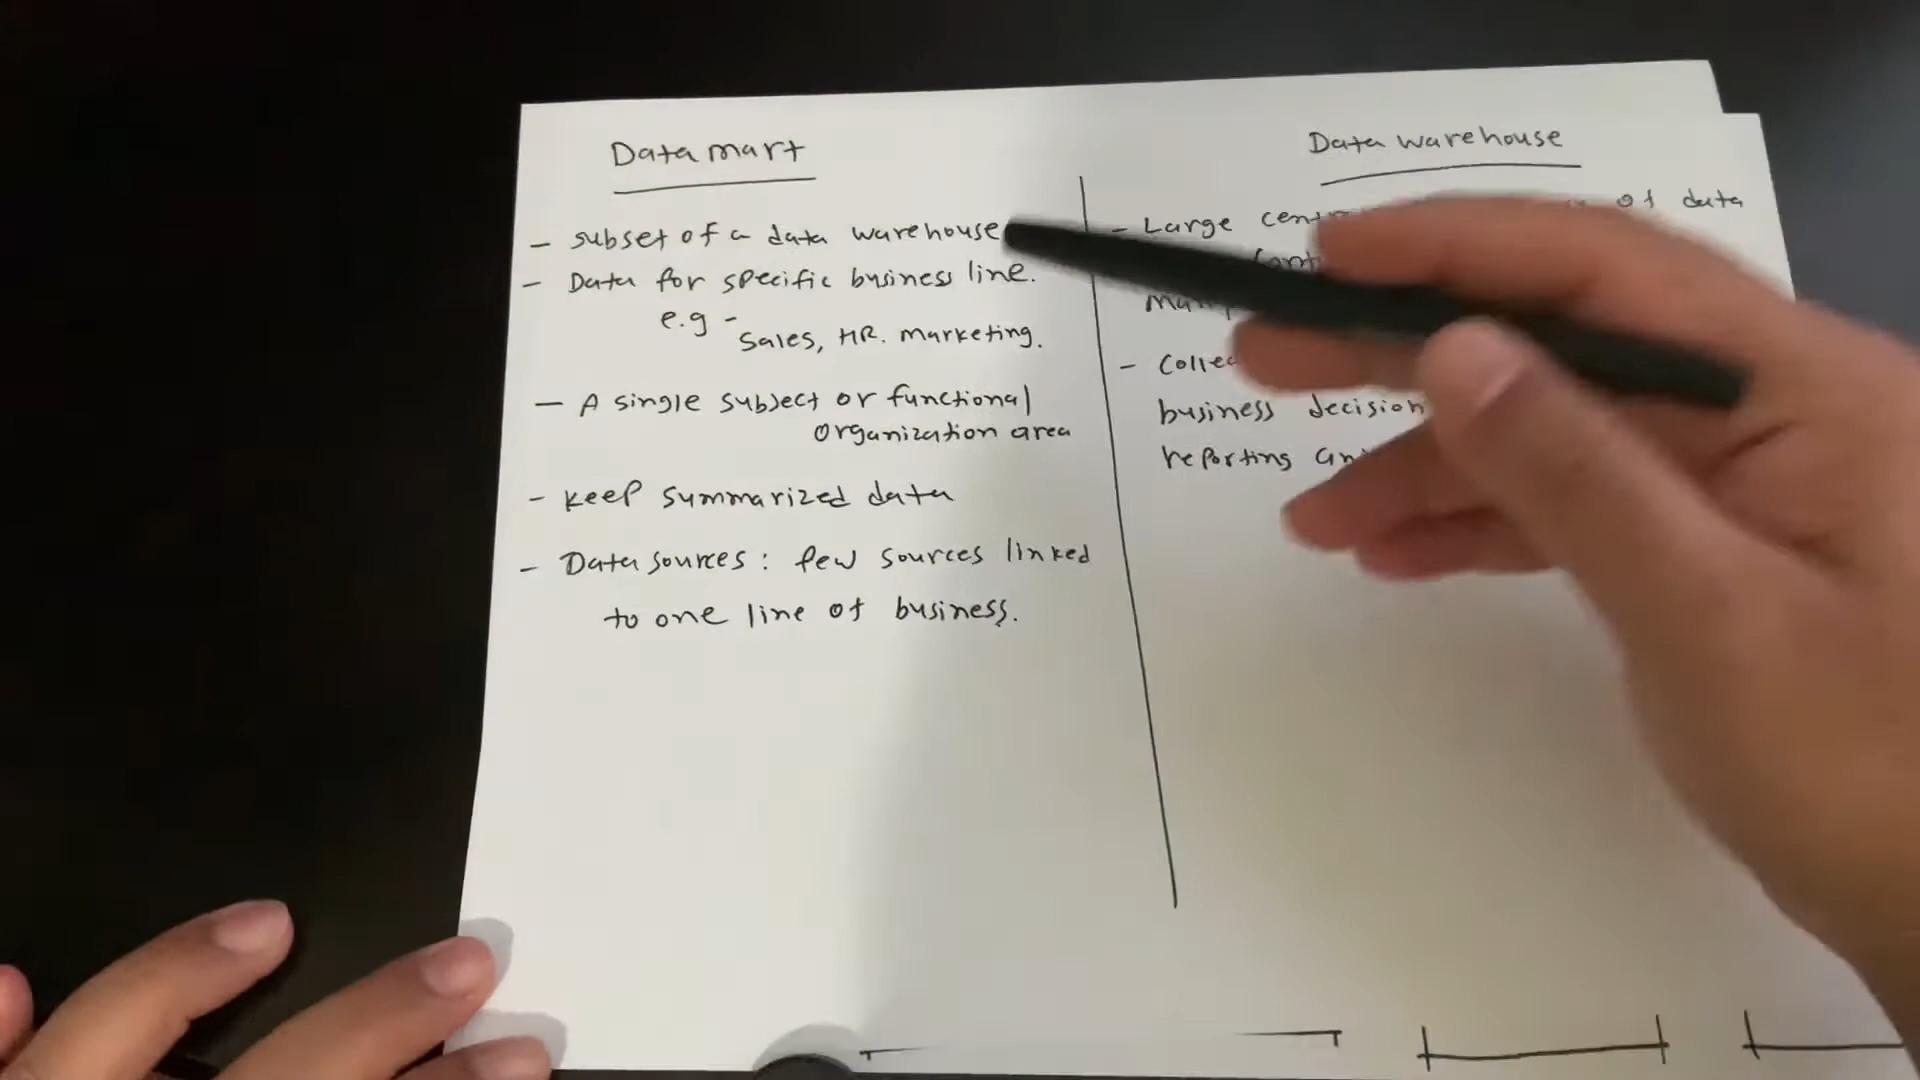 Data mart
- subset of a data warehouse
- Data for specific business line.
e.g -
Sales, HR. marketing.
- A single subject or functional
organization area
- keep summarized data
- Data sources: few sources linked
to one line of business.
Data warehouse
- Large
of data
- 
business decision
reporting